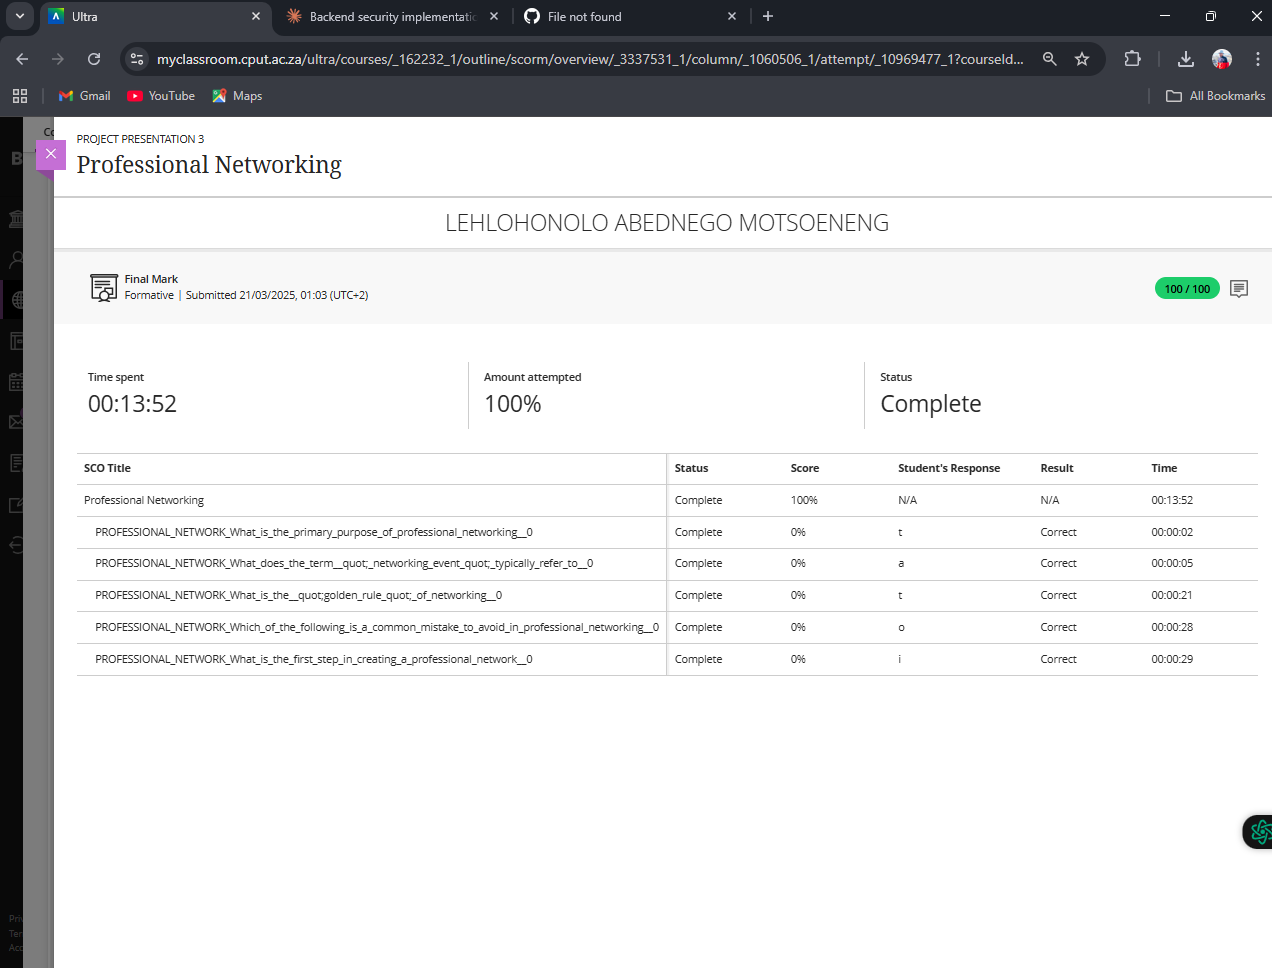 Ultra
Backend security implementatio
File not found
myclassroom.cput.ac.za/ultra/courses/_162232_1/outline/scorm/overview/_3337531_1/column/_1060506_1/attempt/_10969477_1?courseId...
Gmail
YouTube
Maps
All Bookmarks
PROJECT PRESENTATION 3
Professional Networking
LEHLOHONOLO ABEDNEGO MOTSOENENG
Final Mark
Formative | Submitted 21/03/2025, 01:03 (UTC+2)
100 / 100
Time spent
00:13:52
Amount attempted
100%
Status
Complete
SCO Title Status Score Student's Response Result Time
Professional Networking Complete 100% N/A N/A 00:13:52
PROFESSIONAL_NETWORK_What_is_the_primary_purpose_of_professional_networking__0 Complete 0% t Correct 00:00:02
PROFESSIONAL_NETWORK_What_does_the_term__quot;_networking_event_quot;_typically_refer_to__0 Complete 0% a Correct 00:00:05
PROFESSIONAL_NETWORK_What_is_the__quot;golden_rule_quot;_of_networking__0 Complete 0% t Correct 00:00:21
PROFESSIONAL_NETWORK_Which_of_the_following_is_a_common_mistake_to_avoid_in_professional_networking__0 Complete 0% o Correct 00:00:28
PROFESSIONAL_NETWORK_What_is_the_first_step_in_creating_a_professional_network__0 Complete 0% i Correct 00:00:29